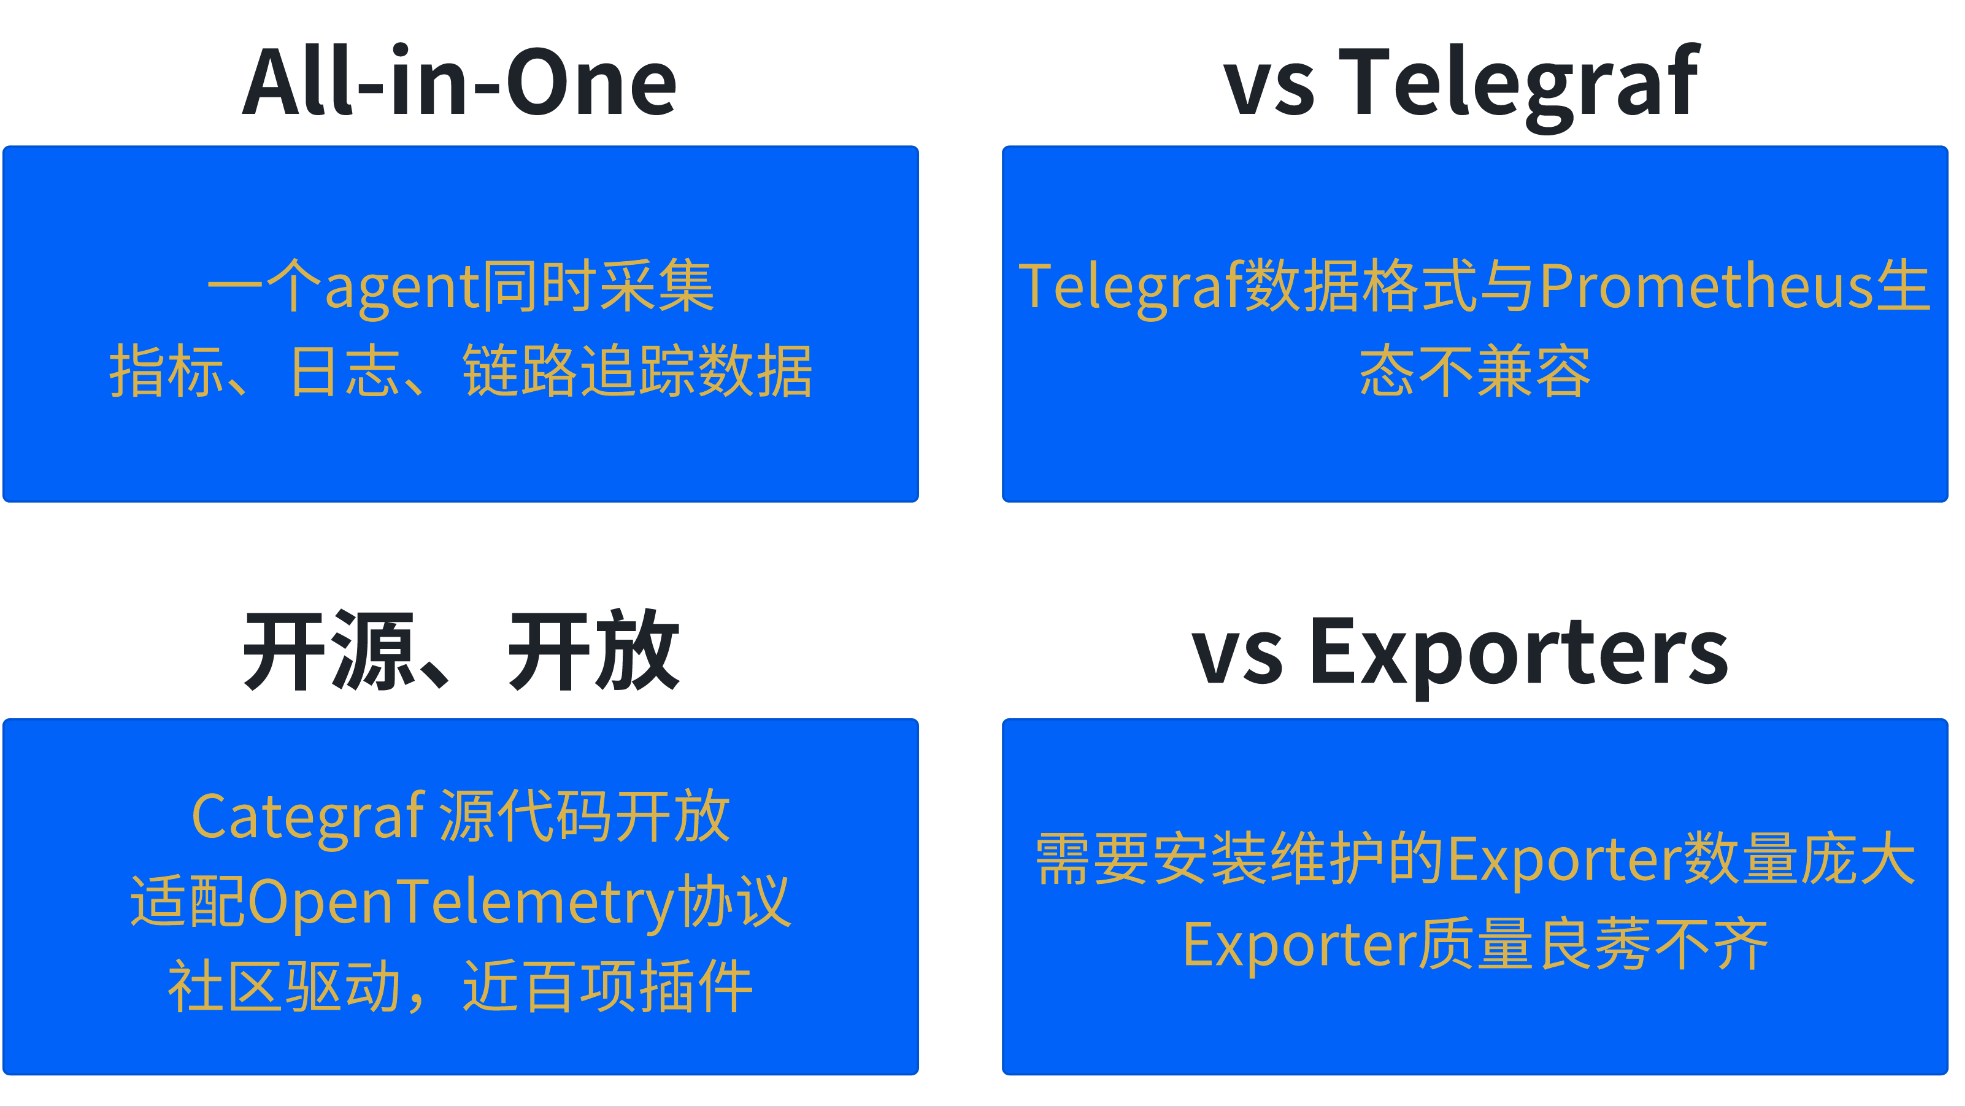 All-in-One
一个agent同时采集
指标、日志、链路追踪数据
vs Telegraf
Telegraf数据格式与Prometheus生
态不兼容
开源、开放
Categraf 源代码开放
适配OpenTelemetry协议
社区驱动，近百项插件
vs Exporters
需要安装维护的Exporter数量庞大
Exporter质量良莠不齐